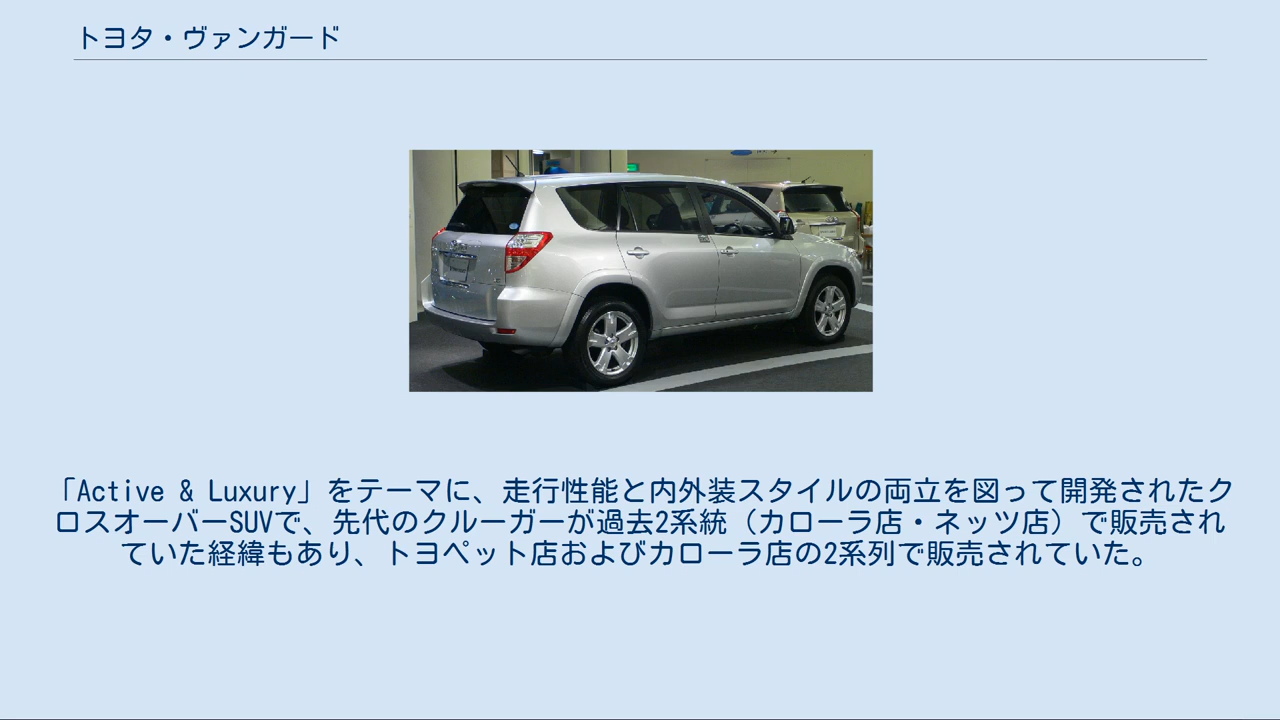 トヨタ・ヴァンガード
「Active & Luxury」をテーマに、走行性能と内外装スタイルの両立を図って開発されたク
ロスオーバーSUVで、先代のクルーガーが過去2系統（カローラ店・ネッツ店）で販売され
ていた経緯もあり、トヨペット店およびカローラ店の2系列で販売されていた。